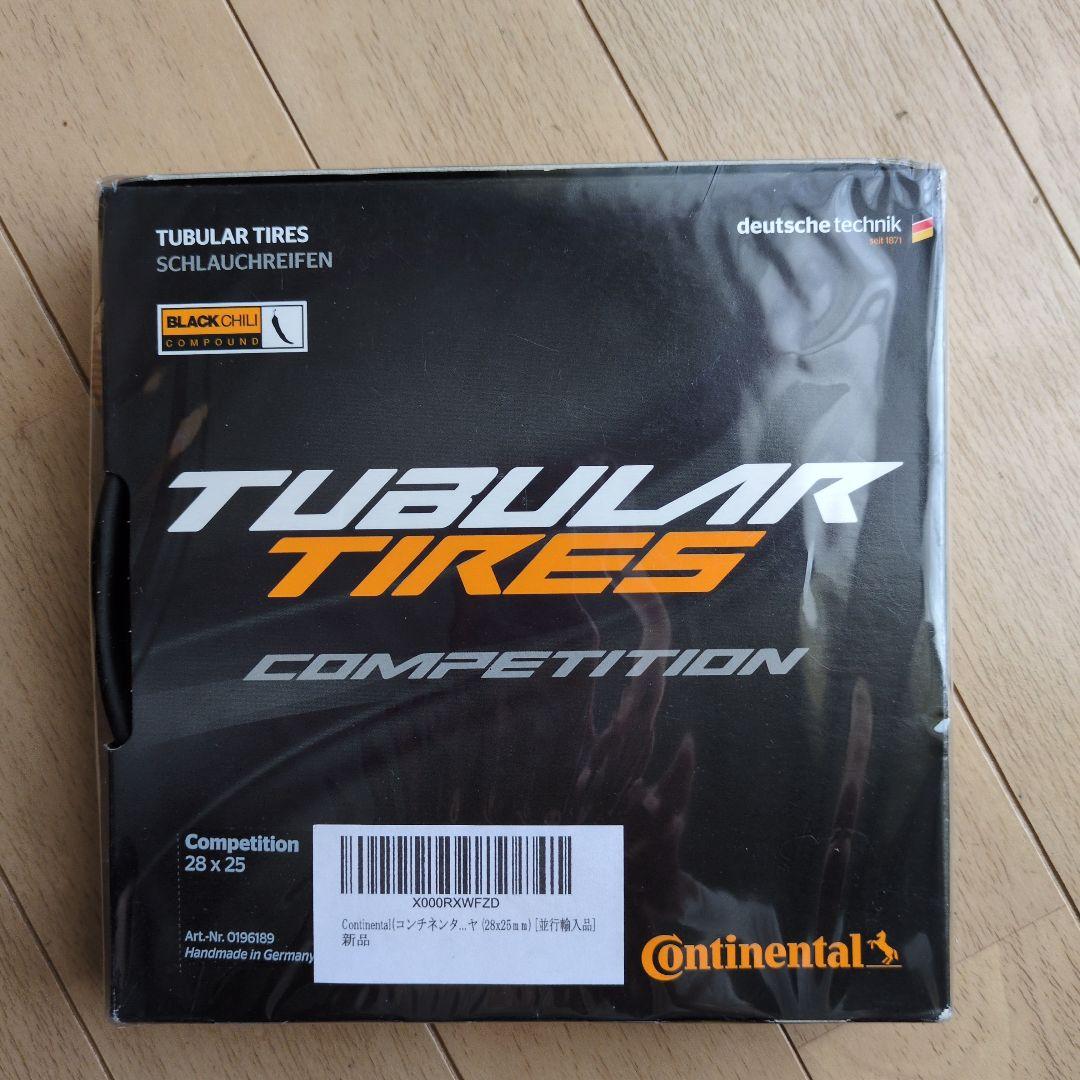 TUBULAR TIRES
SCHLAUCHREIFEN
deutsche technik
seit 1871
BLACKCHILI
COMPOUND
TUBULAR
TIRES
COMPETITION
Competition
28 x 25
Art.-Nr. 0196189
Handmade in Germany
X000RXWFZD
Continental(コンチネンタ...ヤ (28x25mm) [並行輸入品]
新品
Continental